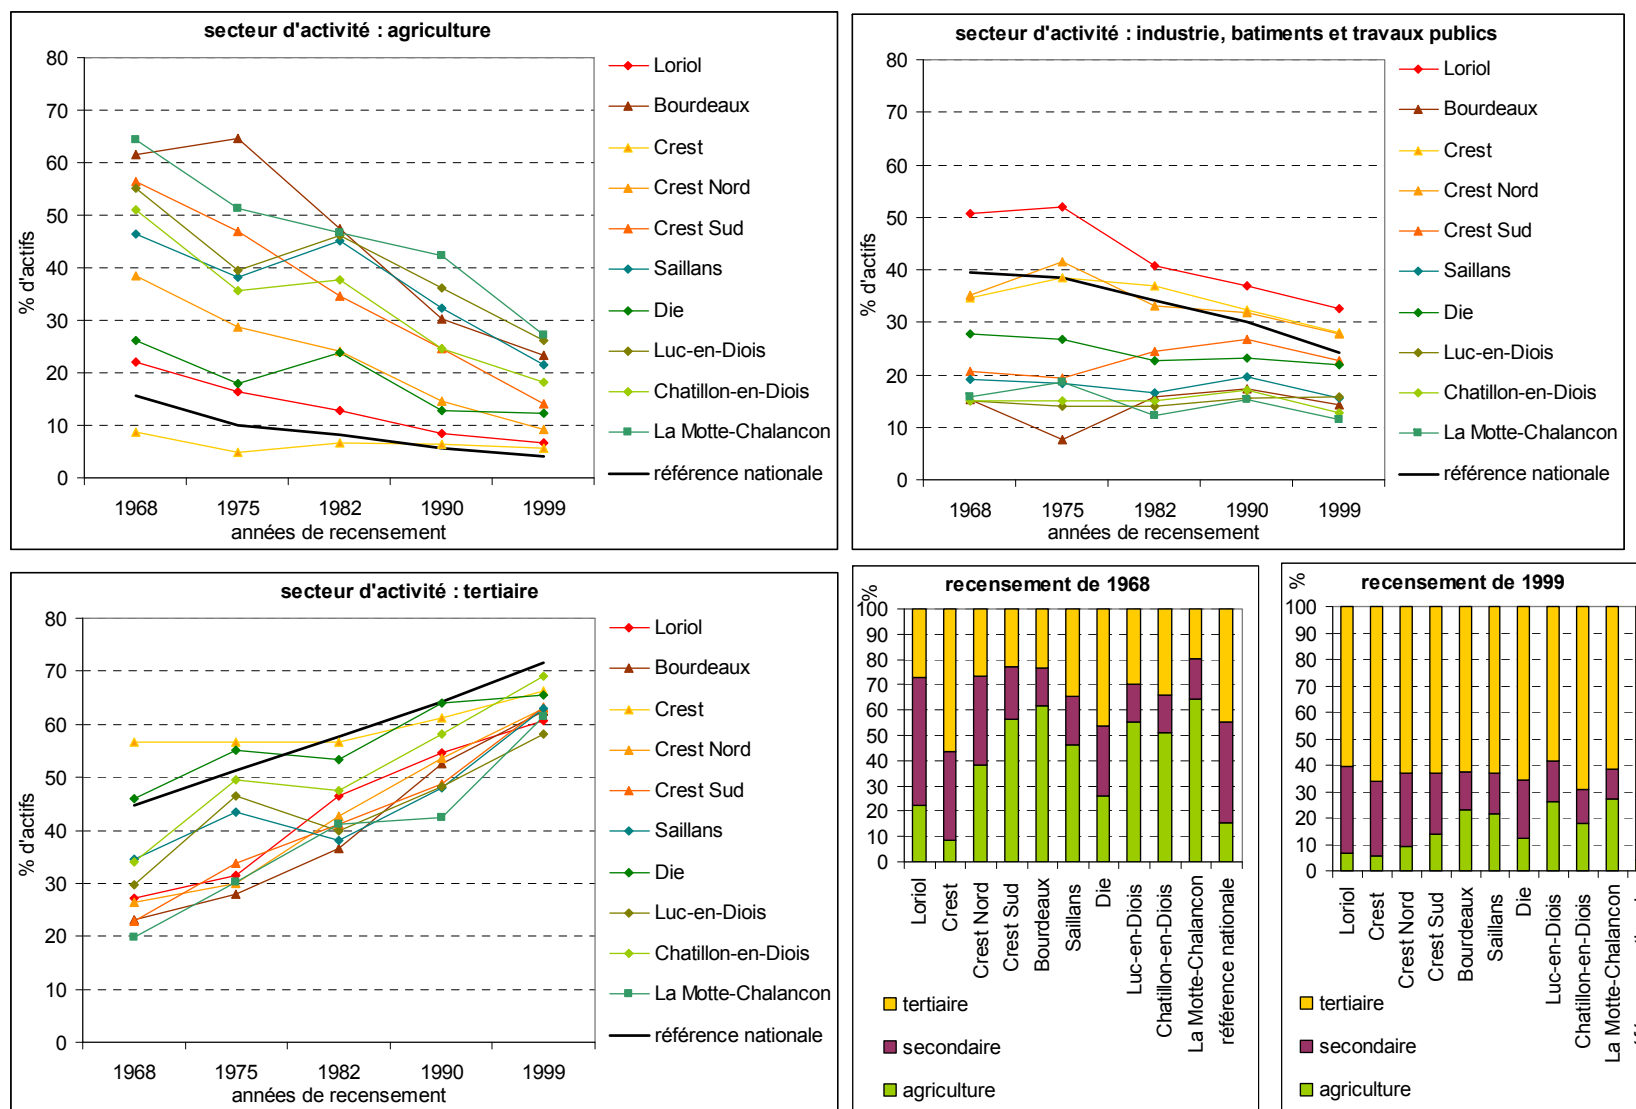 secteur d'activité : agriculture
% d'actifs
80
70
60
50
40
30
20
10
0
1968 1975 1982 1990 1999
années de recensement
Loriol
Bourdeaux
Crest
Crest Nord
Crest Sud
Saillans
Die
Luc-en-Diois
Chatillon-en-Diois
La Motte-Chalancon
référence nationale
secteur d'activité : industrie, batiments et travaux publics
% d'actifs
80
70
60
50
40
30
20
10
0
1968 1975 1982 1990 1999
années de recensement
Loriol
Bourdeaux
Crest
Crest Nord
Crest Sud
Saillans
Die
Luc-en-Diois
Chatillon-en-Diois
La Motte-Chalancon
référence nationale
secteur d'activité : tertiaire
% d'actifs
80
70
60
50
40
30
20
10
0
1968 1975 1982 1990 1999
années de recensement
Loriol
Bourdeaux
Crest
Crest Nord
Crest Sud
Saillans
Die
Luc-en-Diois
Chatillon-en-Diois
La Motte-Chalancon
référence nationale
recensement de 1968
%
100
90
80
70
60
50
40
30
20
10
0
Loriol
Crest
Crest Nord
Crest Sud
Bourdeaux
Saillans
Die
Luc-en-Diois
Chatillon-en-Diois
La Motte-Chalancon
référence nationale
tertiaire
secondaire
agriculture
recensement de 1999
%
100
90
80
70
60
50
40
30
20
10
0
Loriol
Crest
Crest Nord
Crest Sud
Bourdeaux
Saillans
Die
Luc-en-Diois
Chatillon-en-Diois
La Motte-Chalancon
tertiaire
secondaire
agriculture